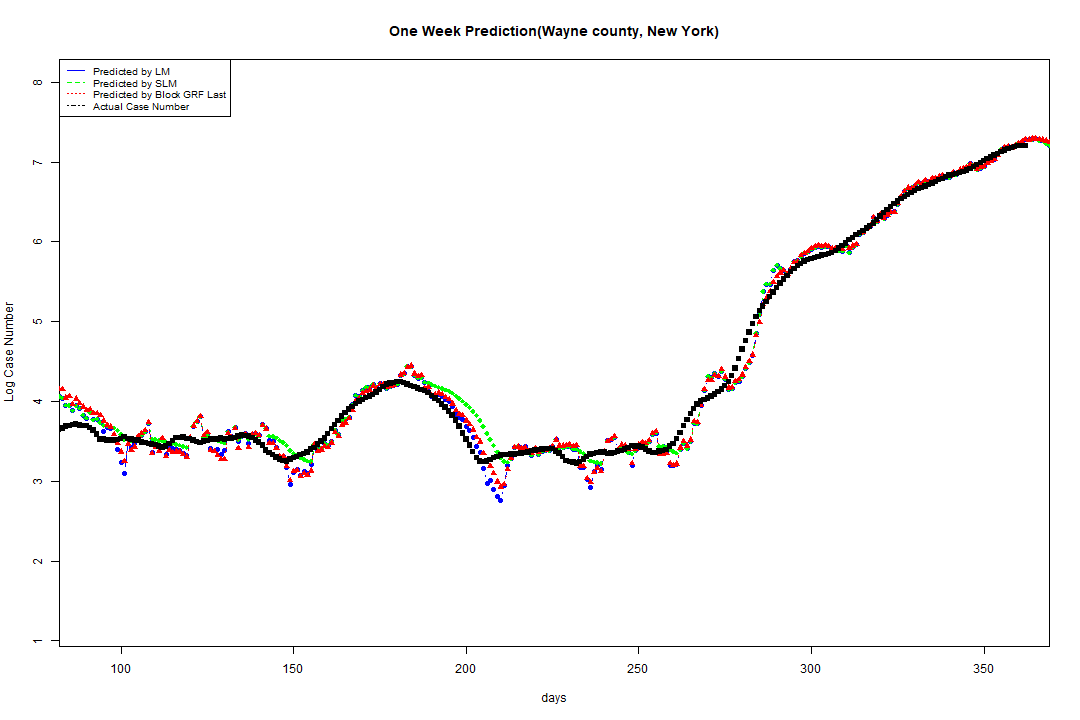 One Week Prediction(Wayne county, New York)
Predicted by LM
Predicted by SLM
Predicted by Block GRF Last
Actual Case Number
8
7
6
5
4
3
2
1
Log Case Number
100 150 200 250 300 350
days